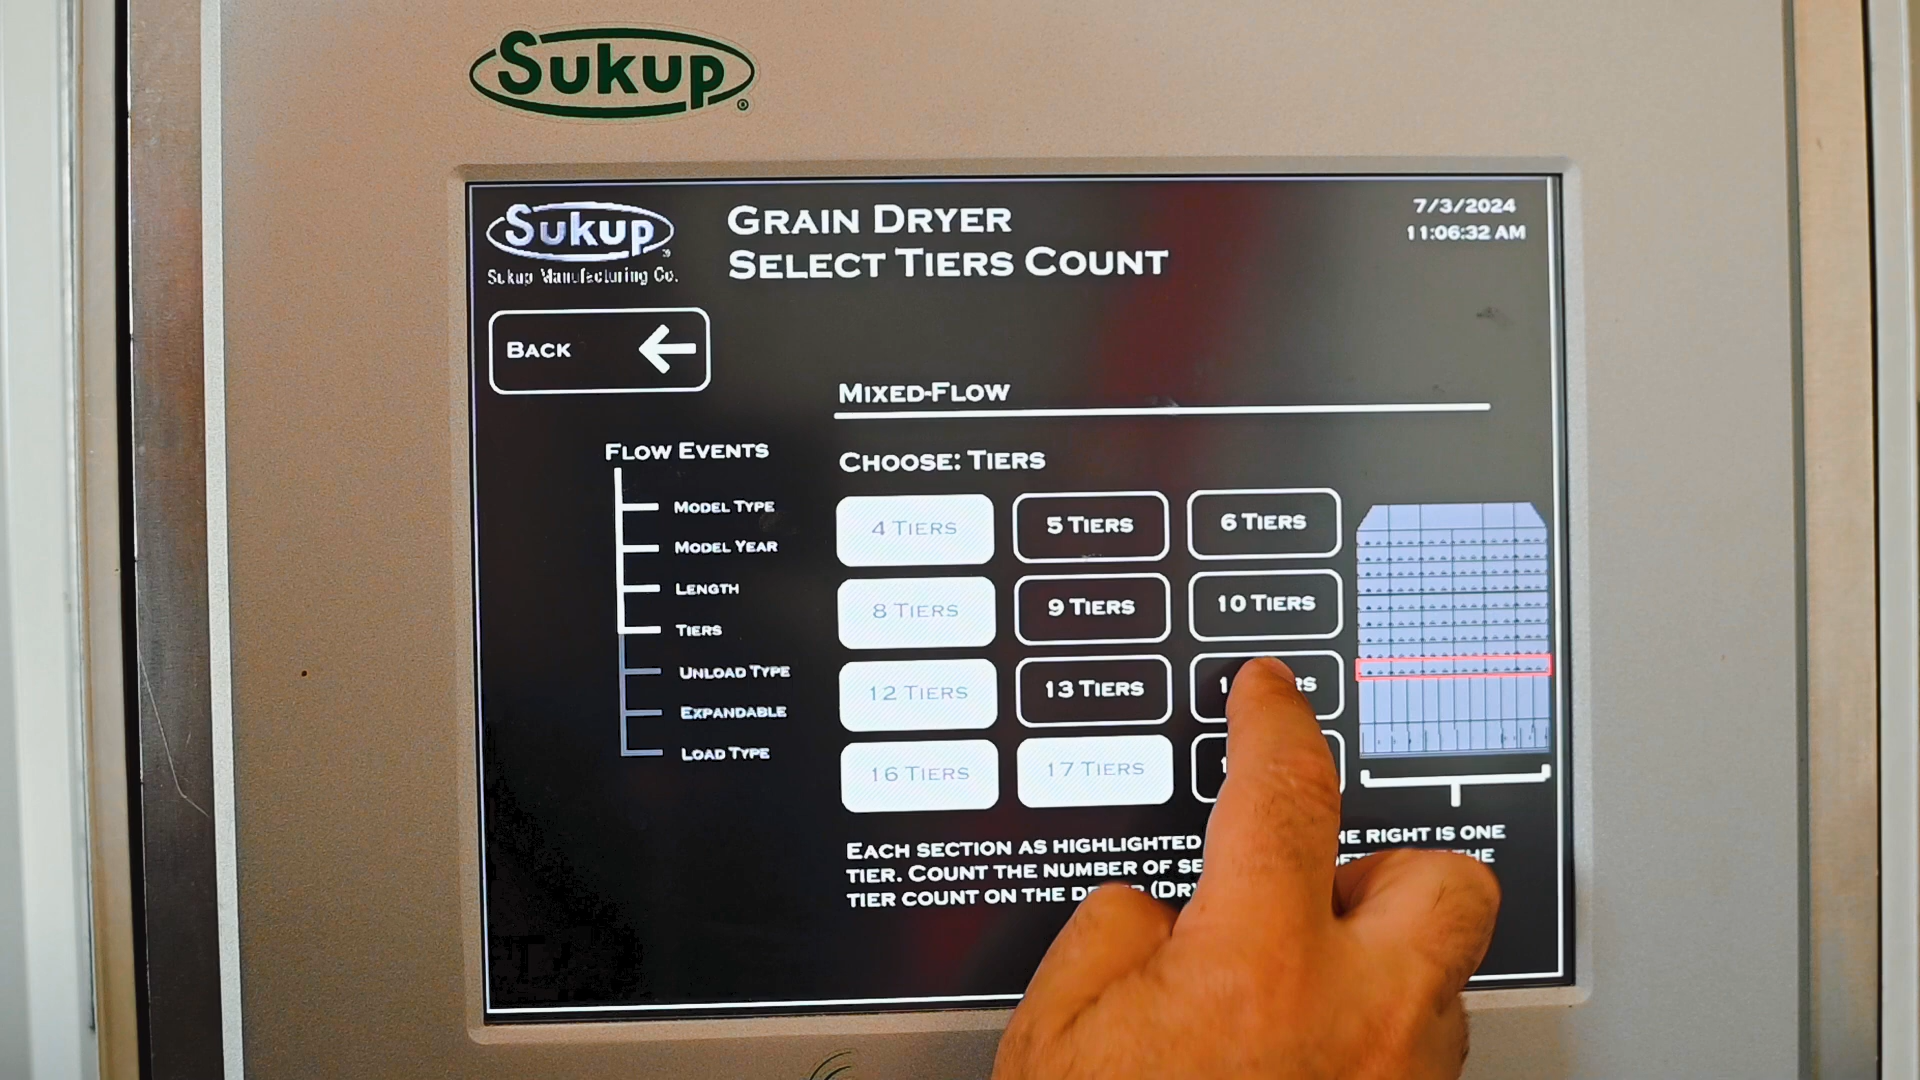 Sukup®
Sukup
Sukup Manufacturing Co.
GRAIN DRYER
SELECT TIERS COUNT
7/3/2024
11:06:32 AM
BACK
MIXED-FLOW
FLOW EVENTS
MODEL TYPE
MODEL YEAR
LENGTH
TIERS
UNLOAD TYPE
EXPANDABLE
LOAD TYPE
CHOOSE: TIERS
4 TIERS
5 TIERS
6 TIERS
8 TIERS
9 TIERS
10 TIERS
12 TIERS
13 TIERS
16 TIERS
17 TIERS
EACH SECTION AS HIGHLIGHTED RIGHT IS ONE
TIER. COUNT THE NUMBER OF
TIER COUNT ON THE